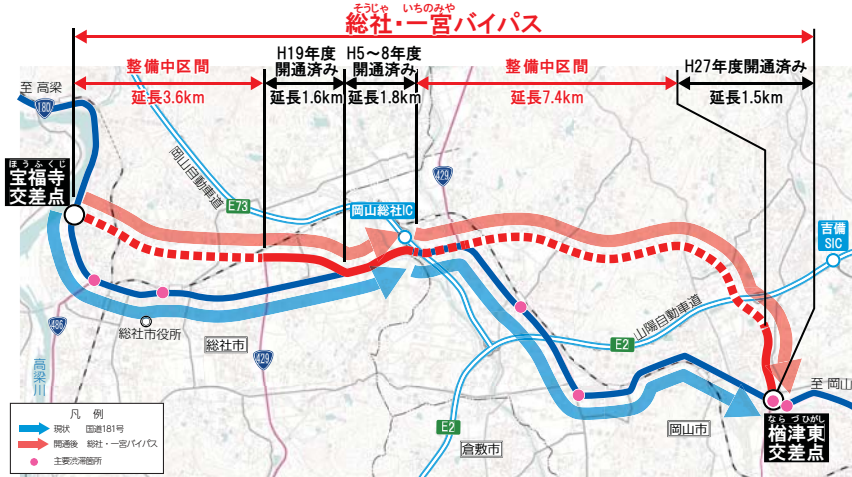 そうじゃ いちのみや
総社・一宮バイパス
整備中区間
延長3.6km
H19年度
開通済み
延長1.6km
H5～8年度
開通済み
延長1.8km
整備中区間
延長7.4km
H27年度開通済み
延長1.5km
至 高梁
180
岡山自動車道
E73
429
岡山総社IC
吉備
SIC
ほうふくじ
宝福寺
交差点
486
総社市役所
総社市
429
高梁川
山陽自動車道
E2
E2
倉敷市
岡山市
至 岡山
ならづひがし
楢津東
交差点
凡 例
現状 国道181号
開通後 総社・一宮バイパス
主要渋滞箇所